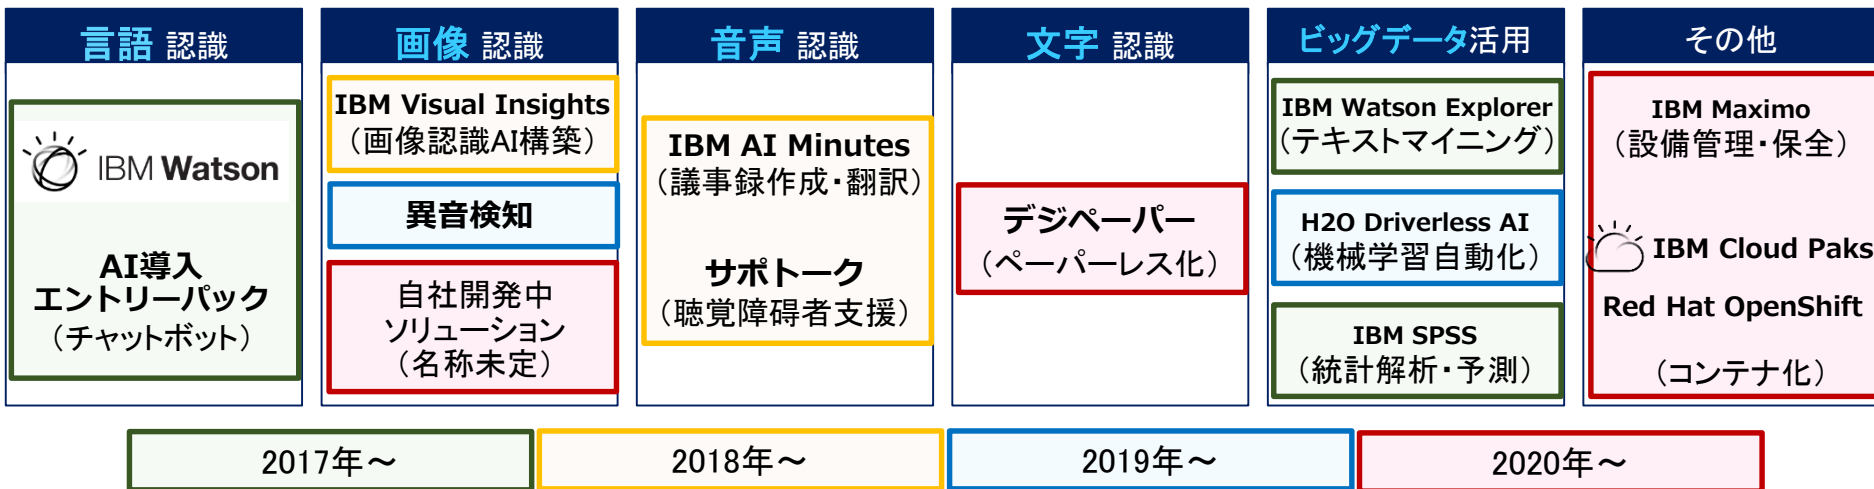 言語 認識
IBM Watson
AI導入
エントリーパック
（チャットボット）
画像 認識
IBM Visual Insights
（画像認識AI構築）
異音検知
自社開発中
ソリューション
（名称未定）
音声 認識
IBM AI Minutes
（議事録作成・翻訳）
サポトーク
（聴覚障碍者支援）
文字 認識
デジペーパー
（ペーパーレス化）
ビッグデータ活用
IBM Watson Explorer
（テキストマイニング）
H2O Driverless AI
（機械学習自動化）
IBM SPSS
（統計解析・予測）
その他
IBM Maximo
（設備管理・保全）
IBM Cloud Paks
Red Hat OpenShift
（コンテナ化）
2017年～
2018年～
2019年～
2020年～